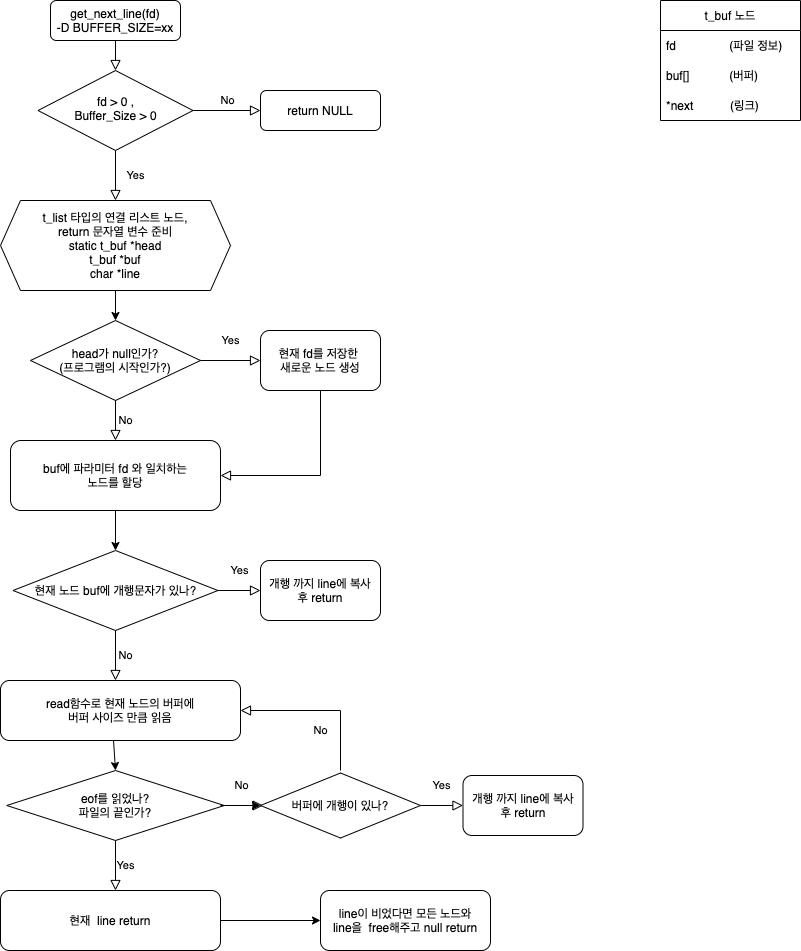 get_next_line(fd)
-D BUFFER_SIZE=xx
t_buf 노드
fd (파일 정보)
buf[] (버퍼)
*next (링크)
fd > 0 ,
Buffer_Size > 0
No
return NULL
Yes
t_list 타입의 연결 리스트 노드,
return 문자열 변수 준비
static t_buf *head
t_buf *buf
char *line
head가 null인가?
(프로그램의 시작인가?)
Yes
현재 fd를 저장한
새로운 노드 생성
No
buf에 파라미터 fd 와 일치하는
노드를 할당
현재 노드 buf에 개행문자가 있나?
Yes
개행 까지 line에 복사
후 return
No
read함수로 현재 노드의 버퍼에
버퍼 사이즈 만큼 읽음
No
eof를 읽었나?
파일의 끝인가?
No
버퍼에 개행이 있나?
Yes
개행 까지 line에 복사
후 return
Yes
현재 line return
line이 비었다면 모든 노드와
line을 free해주고 null return